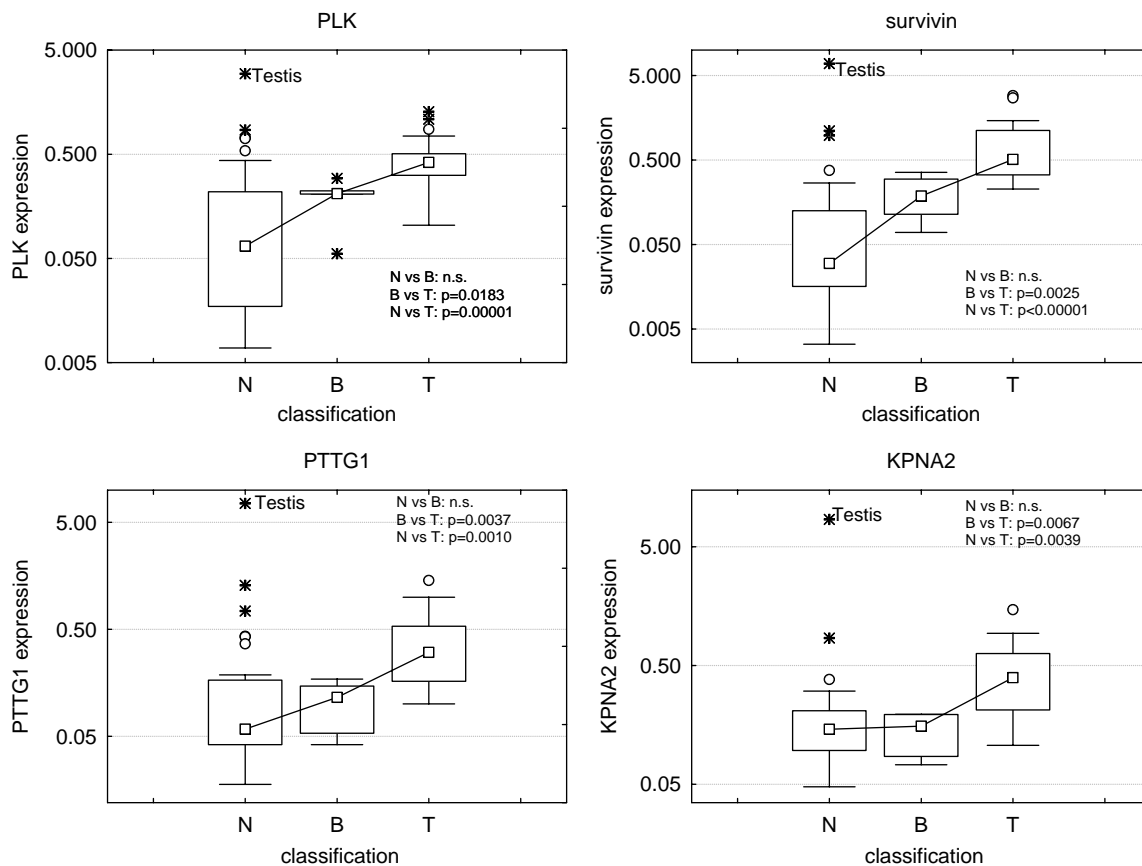 PLK
5.000
0.500
0.050
0.005
PLK expression
Testis
N vs B: n.s.
B vs T: p=0.0183
N vs T: p=0.00001
N B T
classification
survivin
5.000
0.500
0.050
0.005
survivin expression
Testis
N vs B: n.s.
B vs T: p=0.0025
N vs T: p<0.00001
N B T
classification
PTTG1
5.00
0.50
0.05
PTTG1 expression
Testis
N vs B: n.s.
B vs T: p=0.0037
N vs T: p=0.0010
N B T
classification
KPNA2
5.00
0.50
0.05
KPNA2 expression
Testis
N vs B: n.s.
B vs T: p=0.0067
N vs T: p=0.0039
N B T
classification